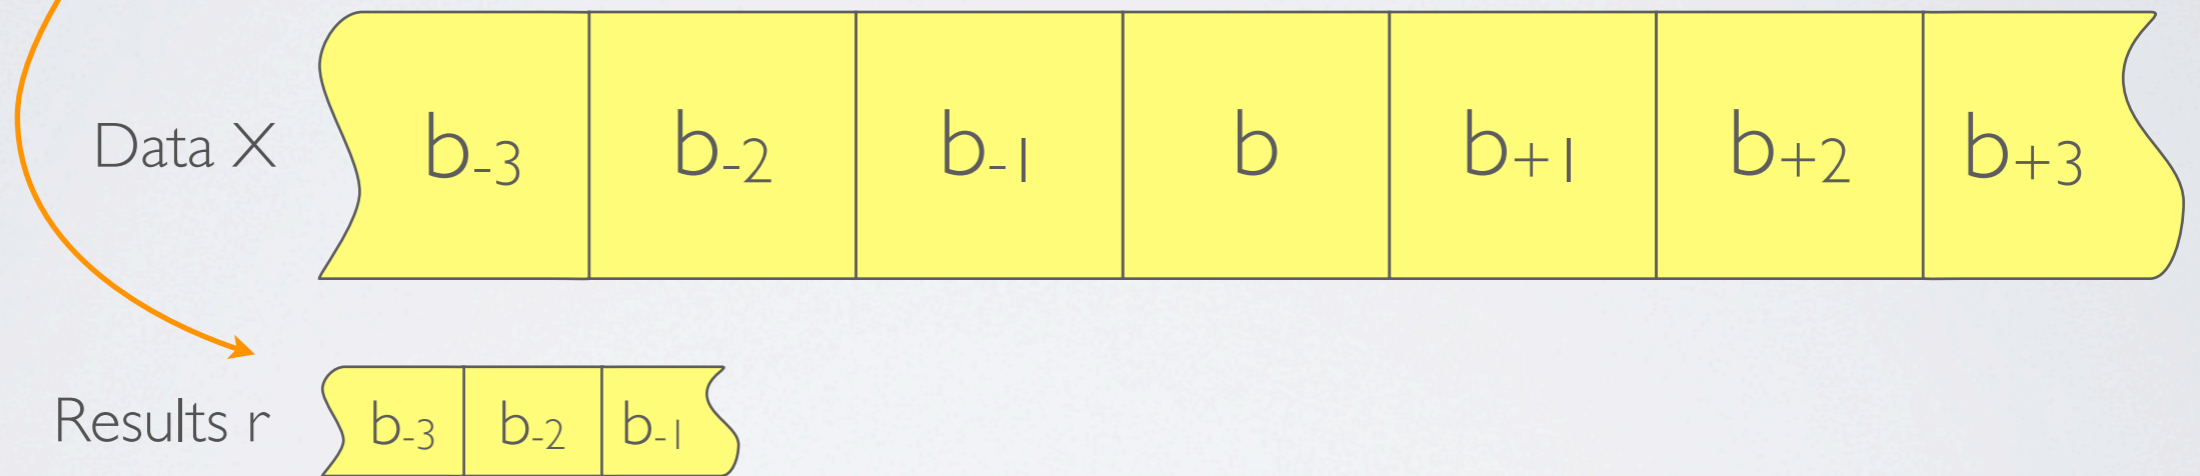 Data X b-3 b-2 b-1 b b+1 b+2 b+3
Results r b-3 b-2 b-1